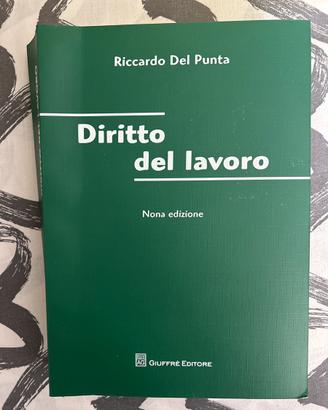 Riccardo Del Punta
Diritto
del lavoro
Nona edizione
GIUFFRÈ EDITORE